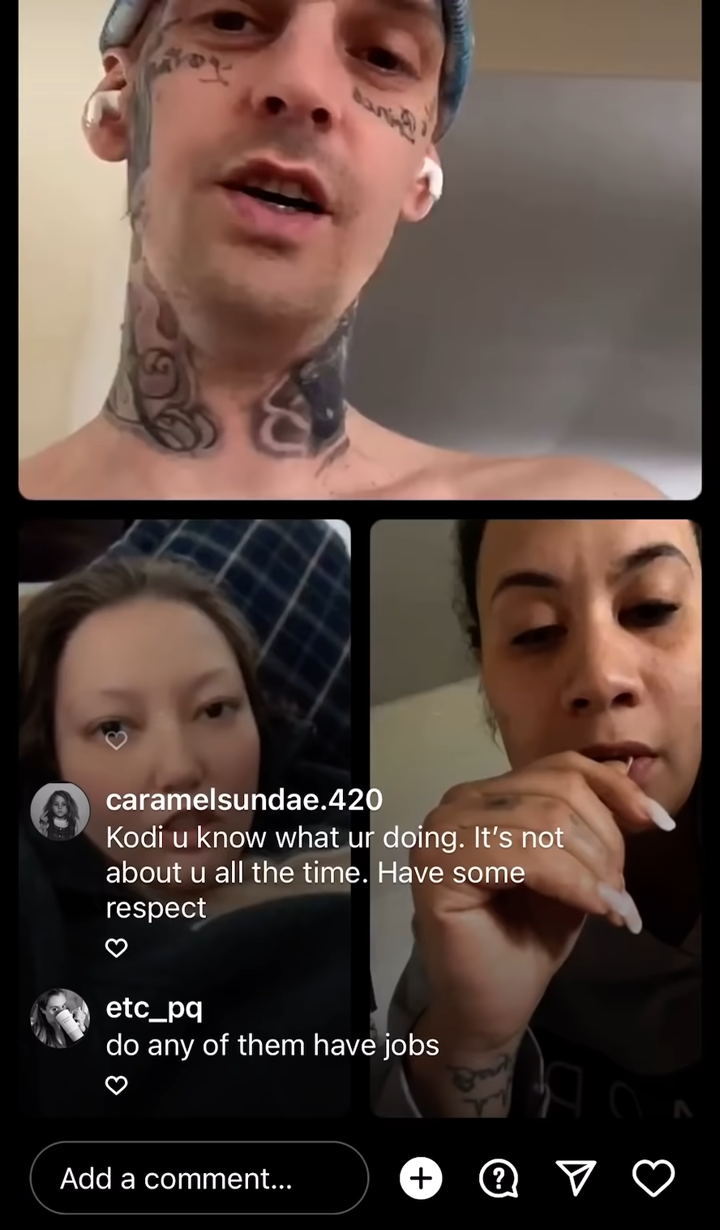 caramelsundae.420
Kodi u know what ur doing. It’s not
about u all the time. Have some
respect
etc_pq
do any of them have jobs
Add a comment...